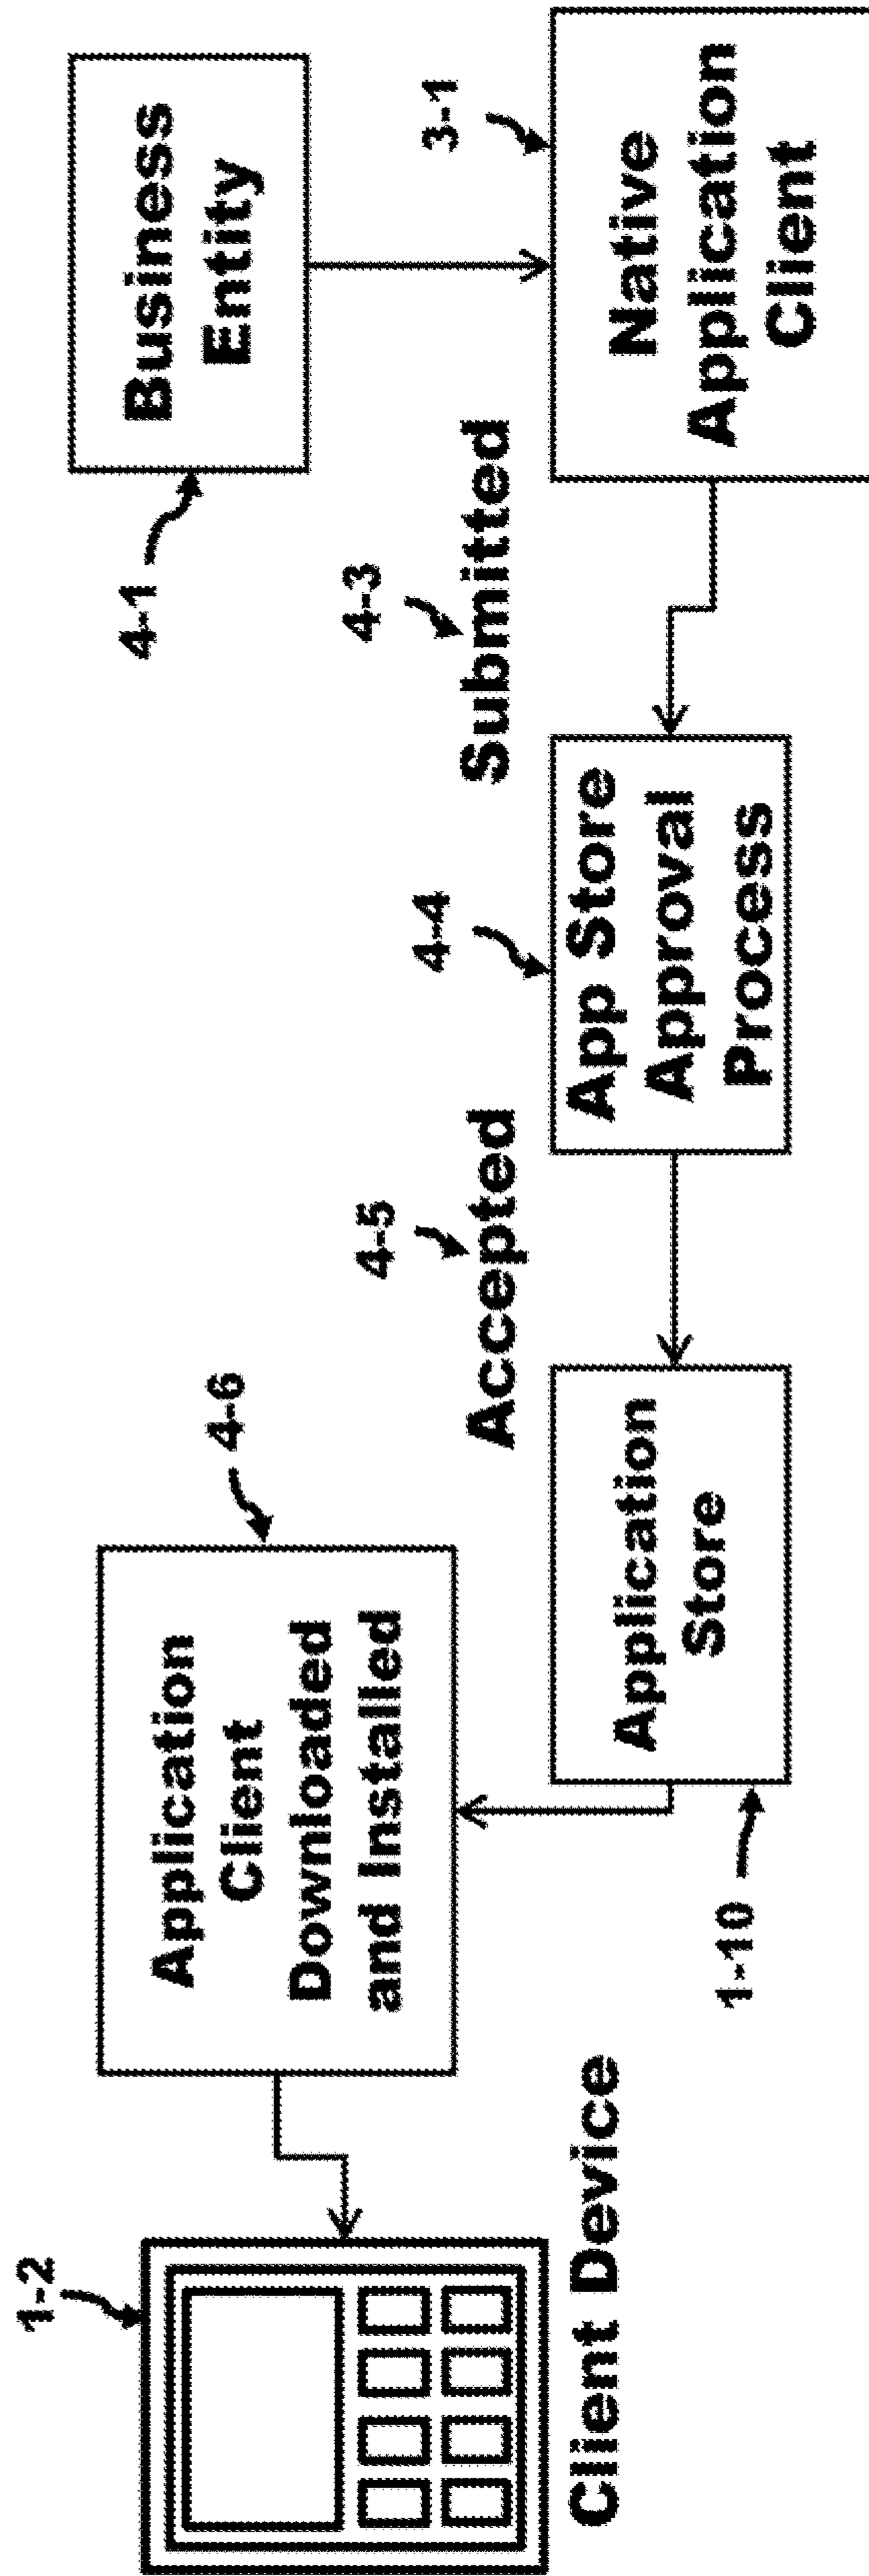 1-2
Client Device
Application
Client
Downloaded
and Installed
4-6
1-10
Application
Store
4-5
Accepted
4-4
App Store
Approval
Process
4-3
Submitted
4-1
Business
Entity
3-1
Native
Application
Client